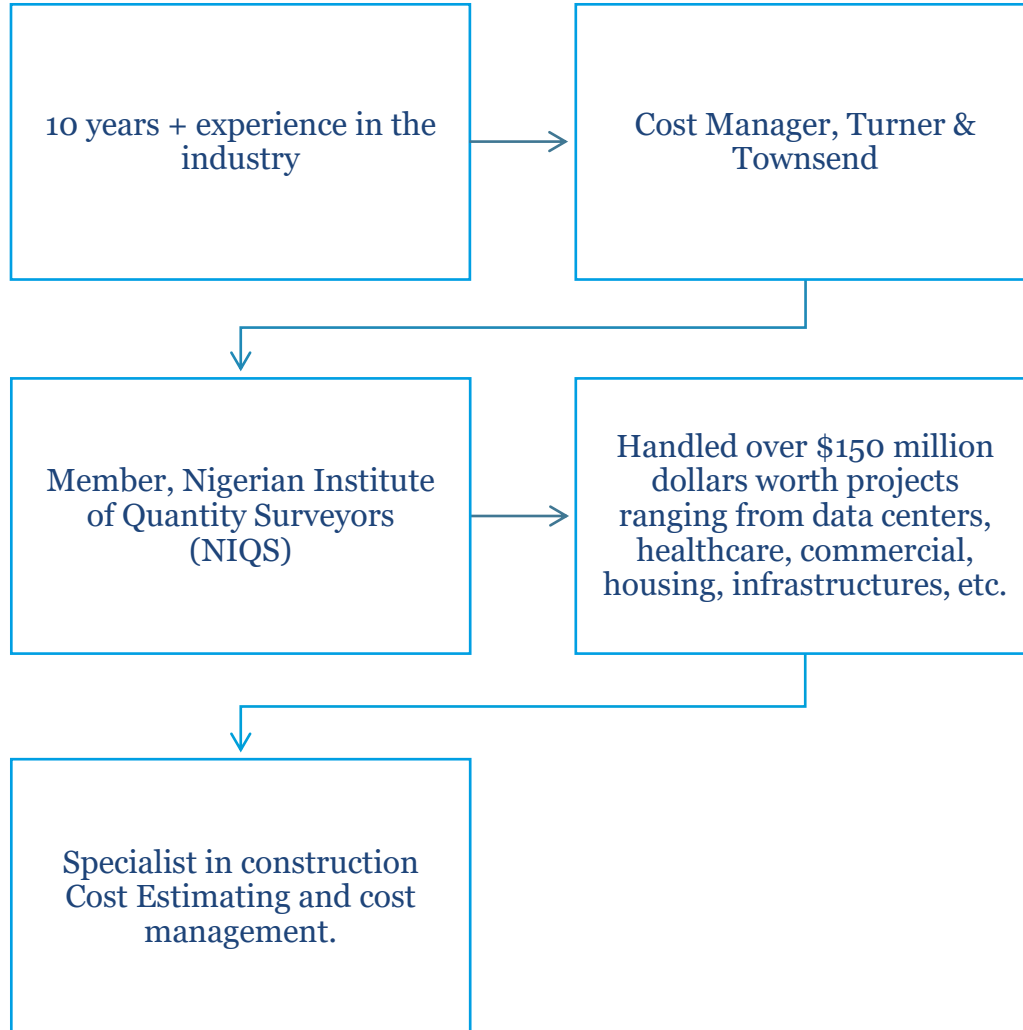 10 years + experience in the
industry
Cost Manager, Turner &
Townsend
Member, Nigerian Institute
of Quantity Surveyors
(NIQS)
Handled over $150 million
dollars worth projects
ranging from data centers,
healthcare, commercial,
housing, infrastructures, etc.
Specialist in construction
Cost Estimating and cost
management.